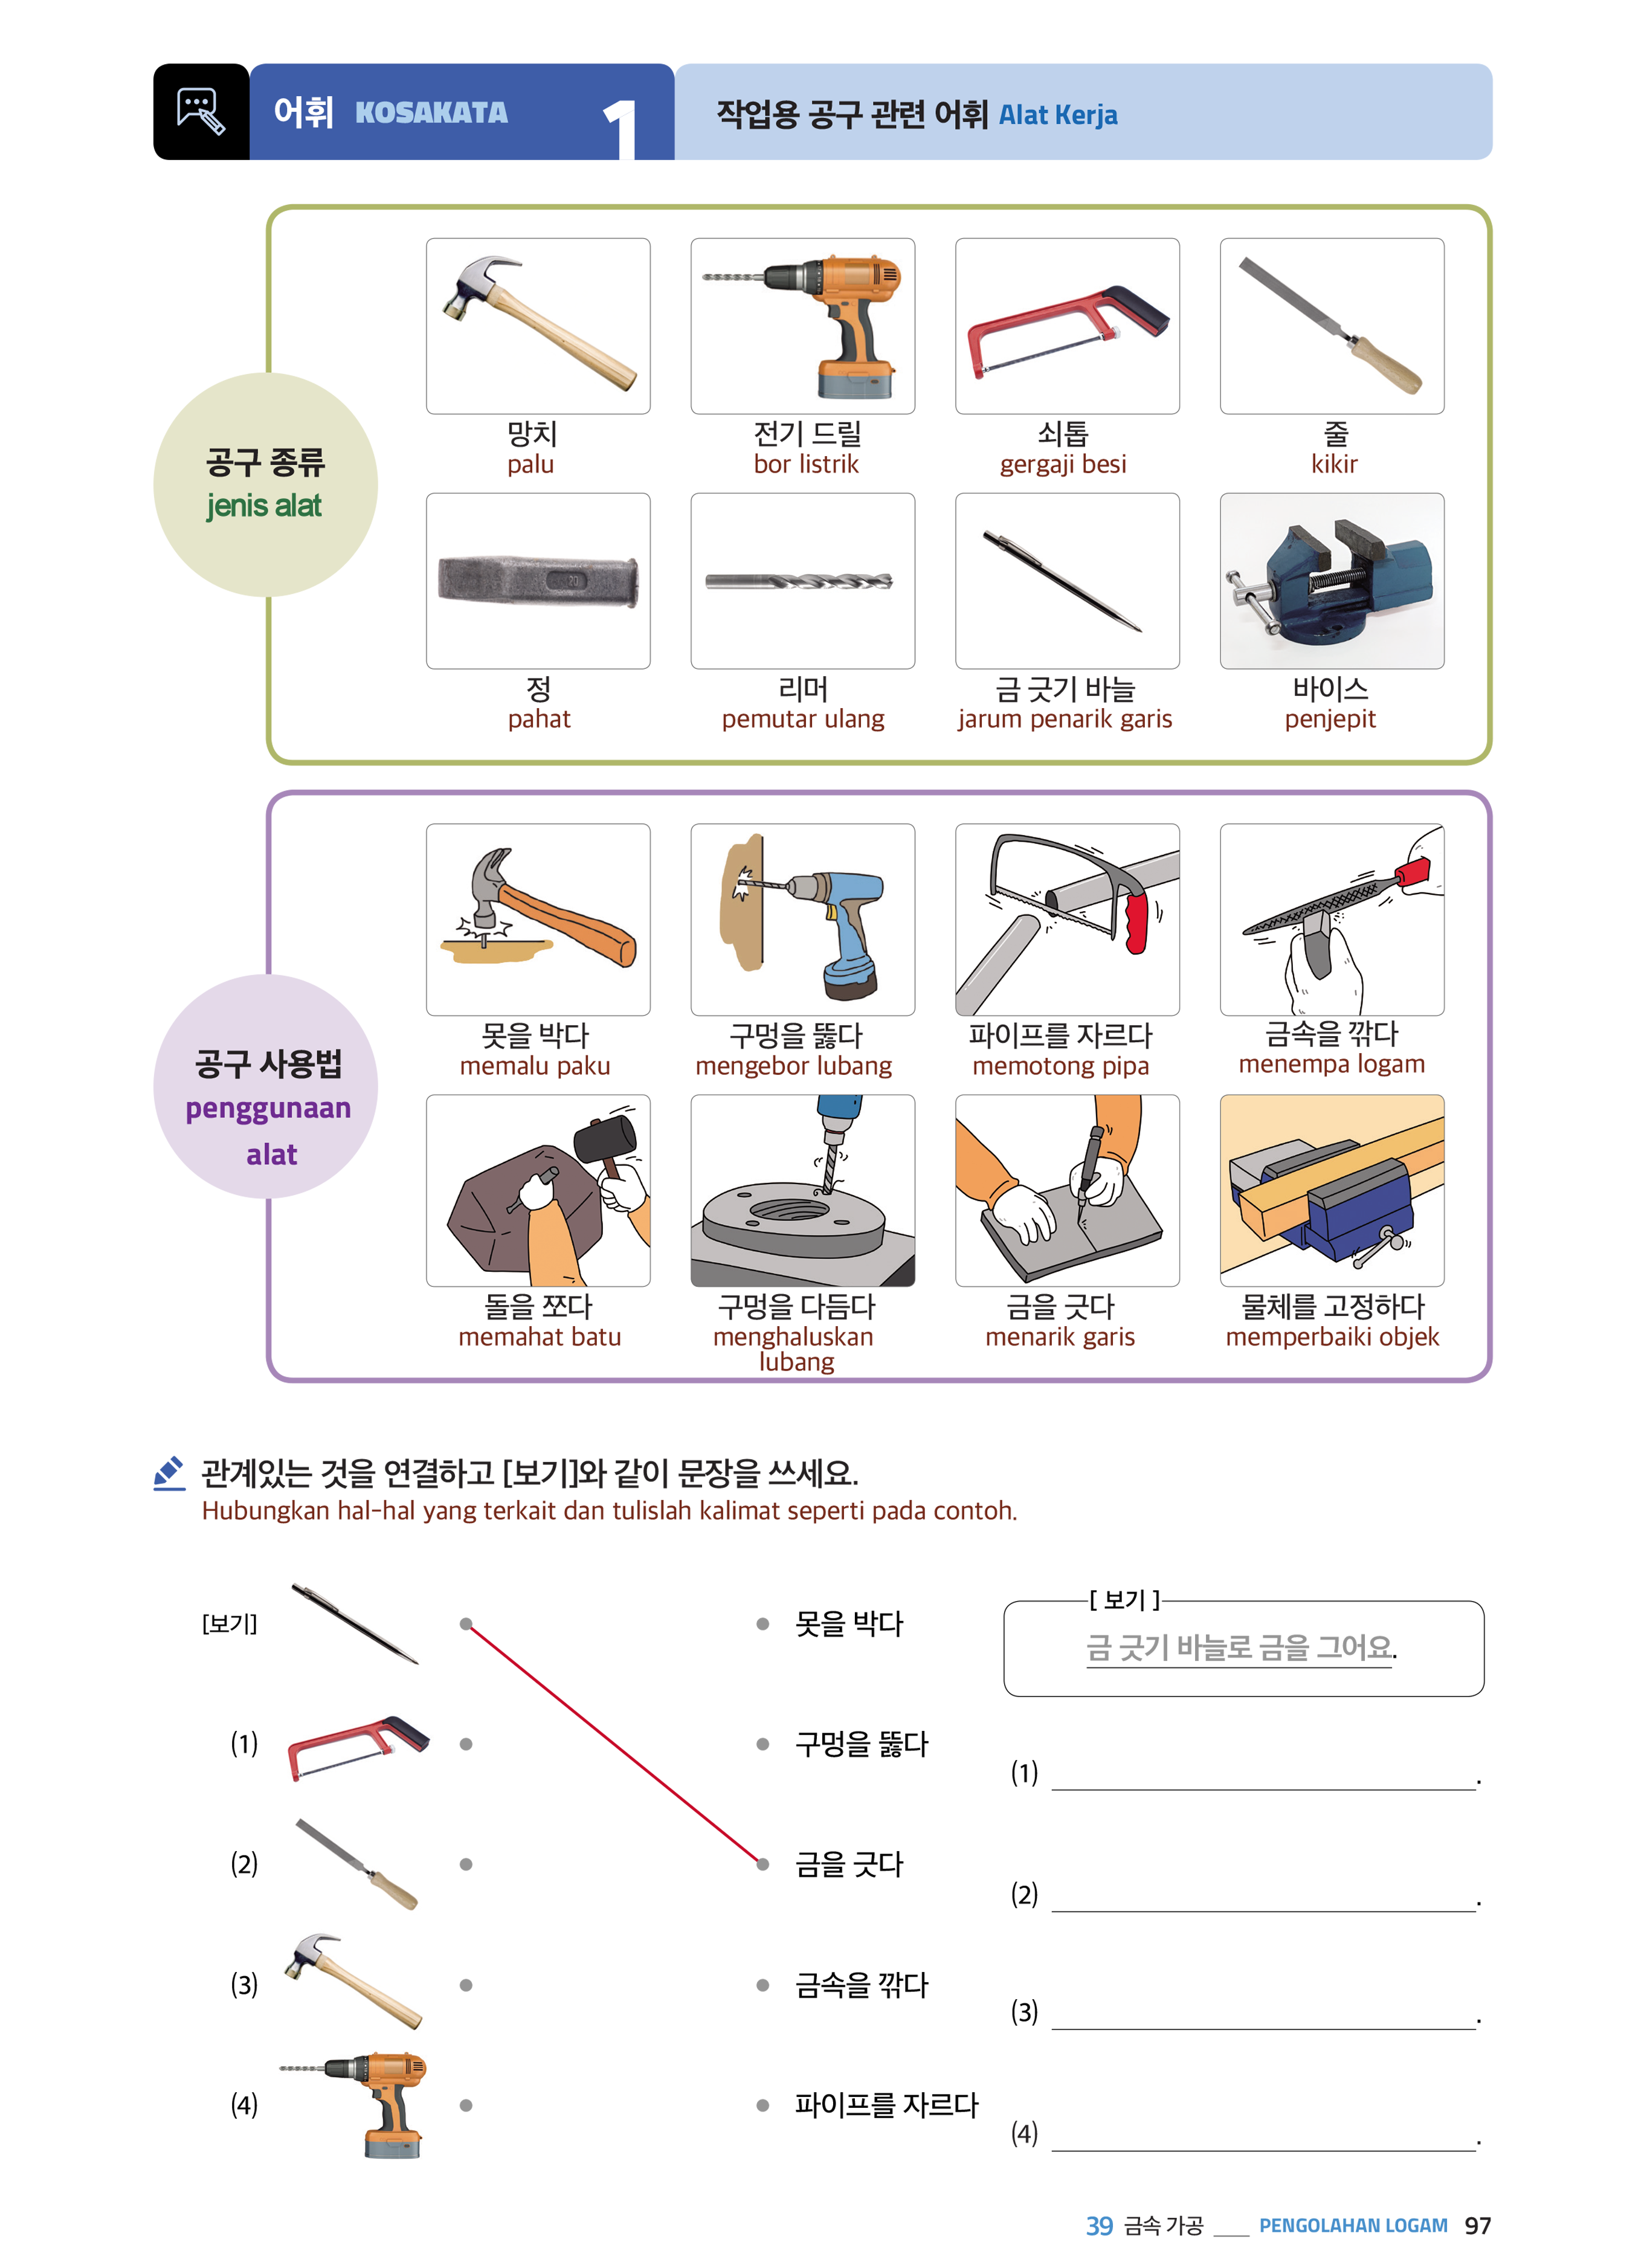 어휘 KOSAKATA 1 작업용 공구 관련 어휘 Alat Kerja
공구 종류
jenis alat
망치
palu
전기 드릴
bor listrik
쇠톱
gergaji besi
줄
kikir
20
정
pahat
리머
pemutar ulang
금 긋기 바늘
jarum penarik garis
바이스
penjepit
공구 사용법
penggunaan
alat
못을 박다
memalu paku
구멍을 뚫다
mengebor lubang
파이프를 자르다
memotong pipa
금속을 깎다
menempa logam
돌을 쪼다
memahat batu
구멍을 다듬다
menghaluskan
lubang
금을 긋다
menarik garis
물체를 고정하다
memperbaiki objek
관계있는 것을 연결하고 [보기]와 같이 문장을 쓰세요.
Hubungkan hal-hal yang terkait dan tulislah kalimat seperti pada contoh.
[보기]
못을 박다
(1)
구멍을 뚫다
(2)
금을 긋다
(3)
금속을 깎다
(4)
파이프를 자르다
[ 보기 ]
금 긋기 바늘로 금을 그어요.
(1) .
(2) .
(3) .
(4) .
39 금속 가공 ___ PENGOLAHAN LOGAM 97